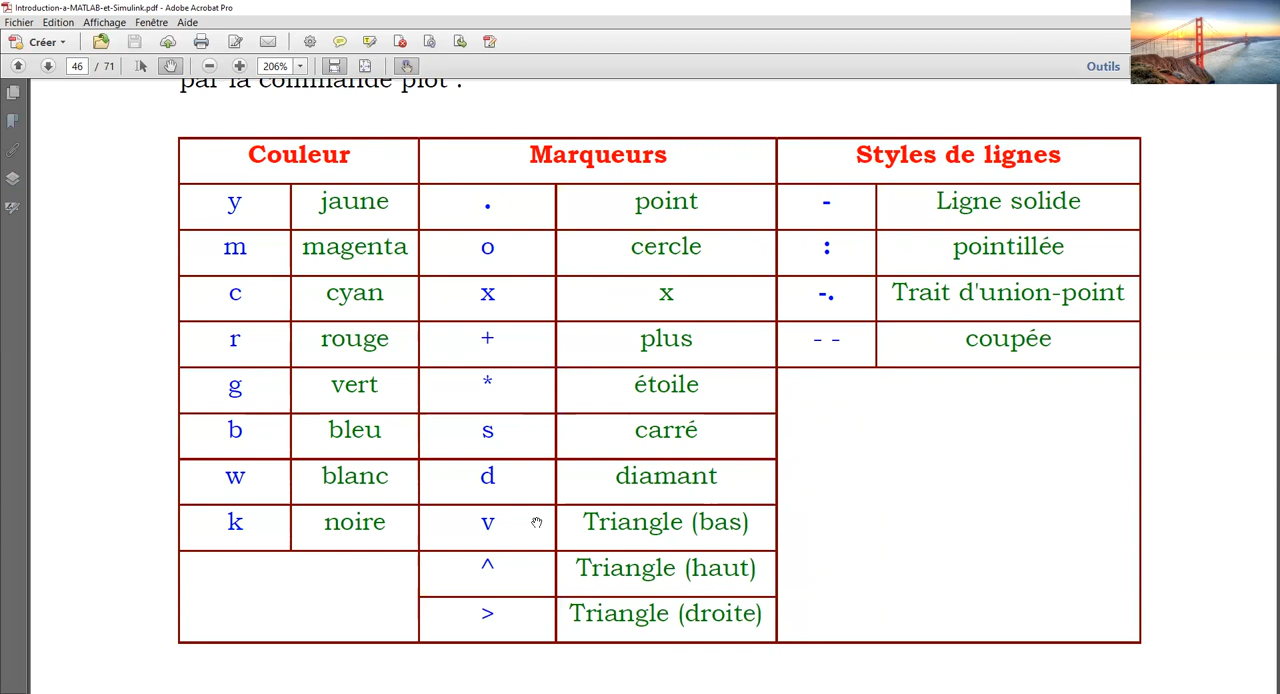 Introduction-a-MATLAB-et-Simulink.pdf - Adobe Acrobat Pro
Fichier Edition Affichage Fenêtre Aide
Créer
46 / 71 206% Outils
par la commande plot :
Couleur Marqueurs Styles de lignes
y jaune . point - Ligne solide
m magenta o cercle : pointillée
c cyan x x -. Trait d'union-point
r rouge + plus - - coupée
g vert * étoile
b bleu s carré
w blanc d diamant
k noire v Triangle (bas)
^ Triangle (haut)
> Triangle (droite)